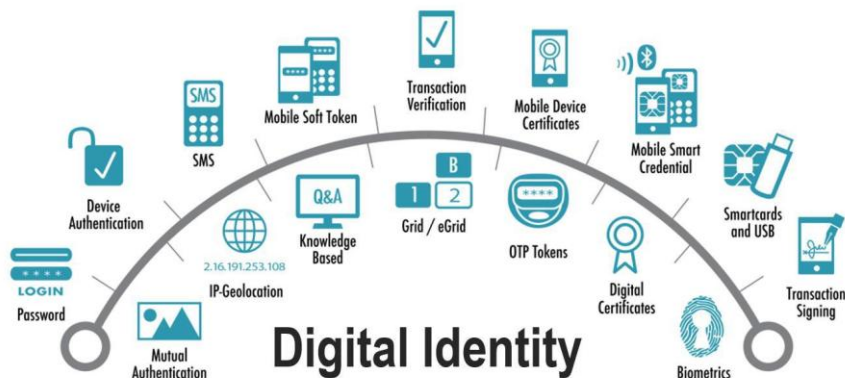 Transaction
Verification
Mobile Device
Certificates
SMS
Mobile Soft Token
SMS
Mobile Smart
Credential
Device
Authentication
Q&A
Knowledge
Based
B
1 2
Grid / eGrid
****
OTP Tokens
Smartcards
and USB
2.16.191.253.108
IP-Geolocation
Digital
Certificates
****
LOGIN
Password
Mutual
Authentication
Digital Identity
Biometrics
Transaction
Signing